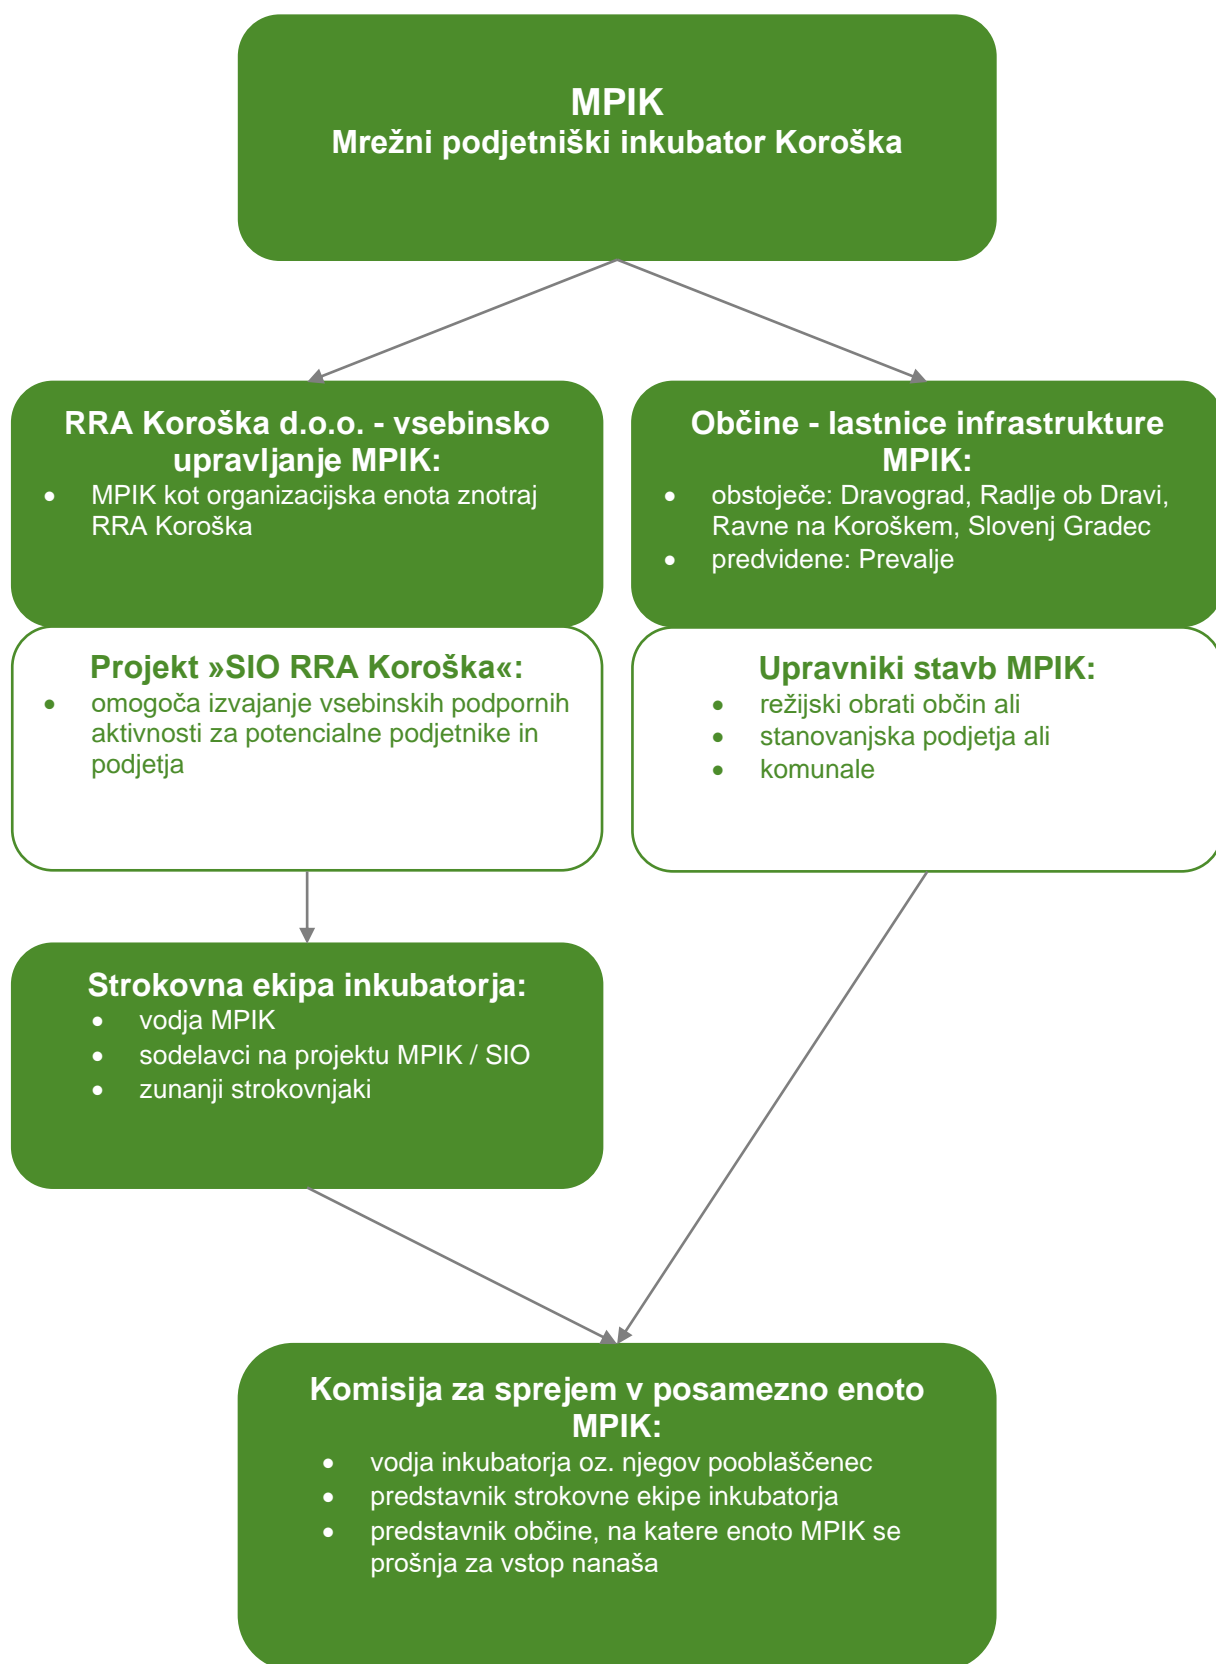 MPIK
Mrežni podjetniški inkubator Koroška
RRA Koroška d.o.o. - vsebinsko
upravljanje MPIK:
• MPIK kot organizacijska enota znotraj
RRA Koroška
Občine - lastnice infrastrukture
MPIK:
• obstoječe: Dravograd, Radlje ob Dravi,
Ravne na Koroškem, Slovenj Gradec
• predvidene: Prevalje
Projekt »SIO RRA Koroška«:
• omogoča izvajanje vsebinskih podpornih
aktivnosti za potencialne podjetnike in
podjetja
Upravniki stavb MPIK:
• režijski obrati občin ali
• stanovanjska podjetja ali
• komunale
Strokovna ekipa inkubatorja:
• vodja MPIK
• sodelavci na projektu MPIK / SIO
• zunanji strokovnjaki
Komisija za sprejem v posamezno enoto
MPIK:
• vodja inkubatorja oz. njegov pooblaščenec
• predstavnik strokovne ekipe inkubatorja
• predstavnik občine, na katere enoto MPIK se
prošnja za vstop nanaša